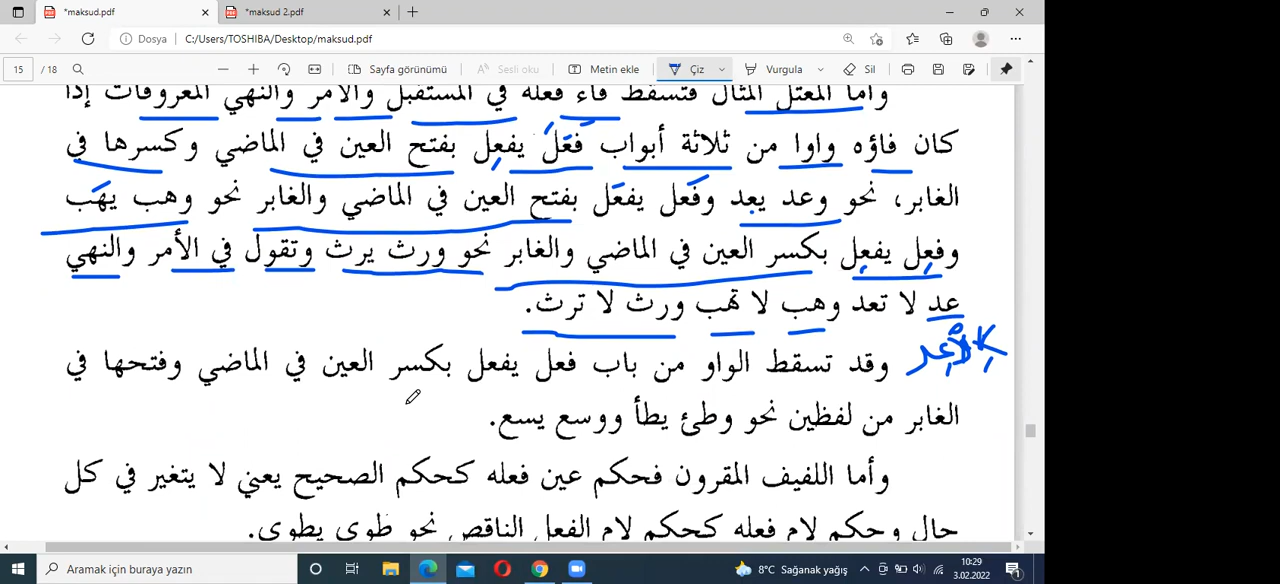 *maksud.pdf
*maksud 2.pdf
Dosya C:/Users/TOSHIBA/Desktop/maksud.pdf
15 /18 Sayfa görünümü Sesli oku Metin ekle Çiz Vurgula Sil
وأما المعتل المثال فتسقط فاء فعله في المستقبل والأمر والنهي المعروفات إذا
كان فاؤه واوا من ثلاثة أبواب فَعَل يفعِل بفتح العين في الماضي وكسرها في
الغابر، نحو وعد يعد وفَعَل يفعَل بفتح العين في الماضي والغابر نحو وهب يهَب
وفعِل يفعِل بكسر العين في الماضي والغابر نحو ورث يرث وتقول في الأمر والنهي
عد لا تعد وهب لا تهب ورث لا ترث.
وقد تسقط الواو من باب فعل يفعل بكسر العين في الماضي وفتحها في
الغابر من لفظين نحو وطئ يطأ ووسع يسع.
وأما اللفيف المقرون فحكم عين فعله كحكم الصحيح يعني لا يتغير في كل
حال وحكم لام فعله كحكم لام الفعل الناقص نحو طوى يطوي.
Aramak için buraya yazın
8°C Sağanak yağış
10:29
3.02.2022
1